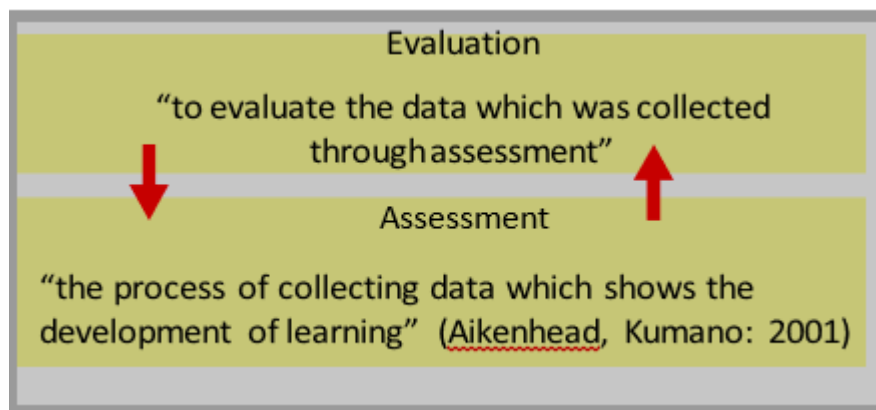 Evaluation
“to evaluate the data which was collected
through assessment”
Assessment
“the process of collecting data which shows the
development of learning” (Aikenhead, Kumano: 2001)